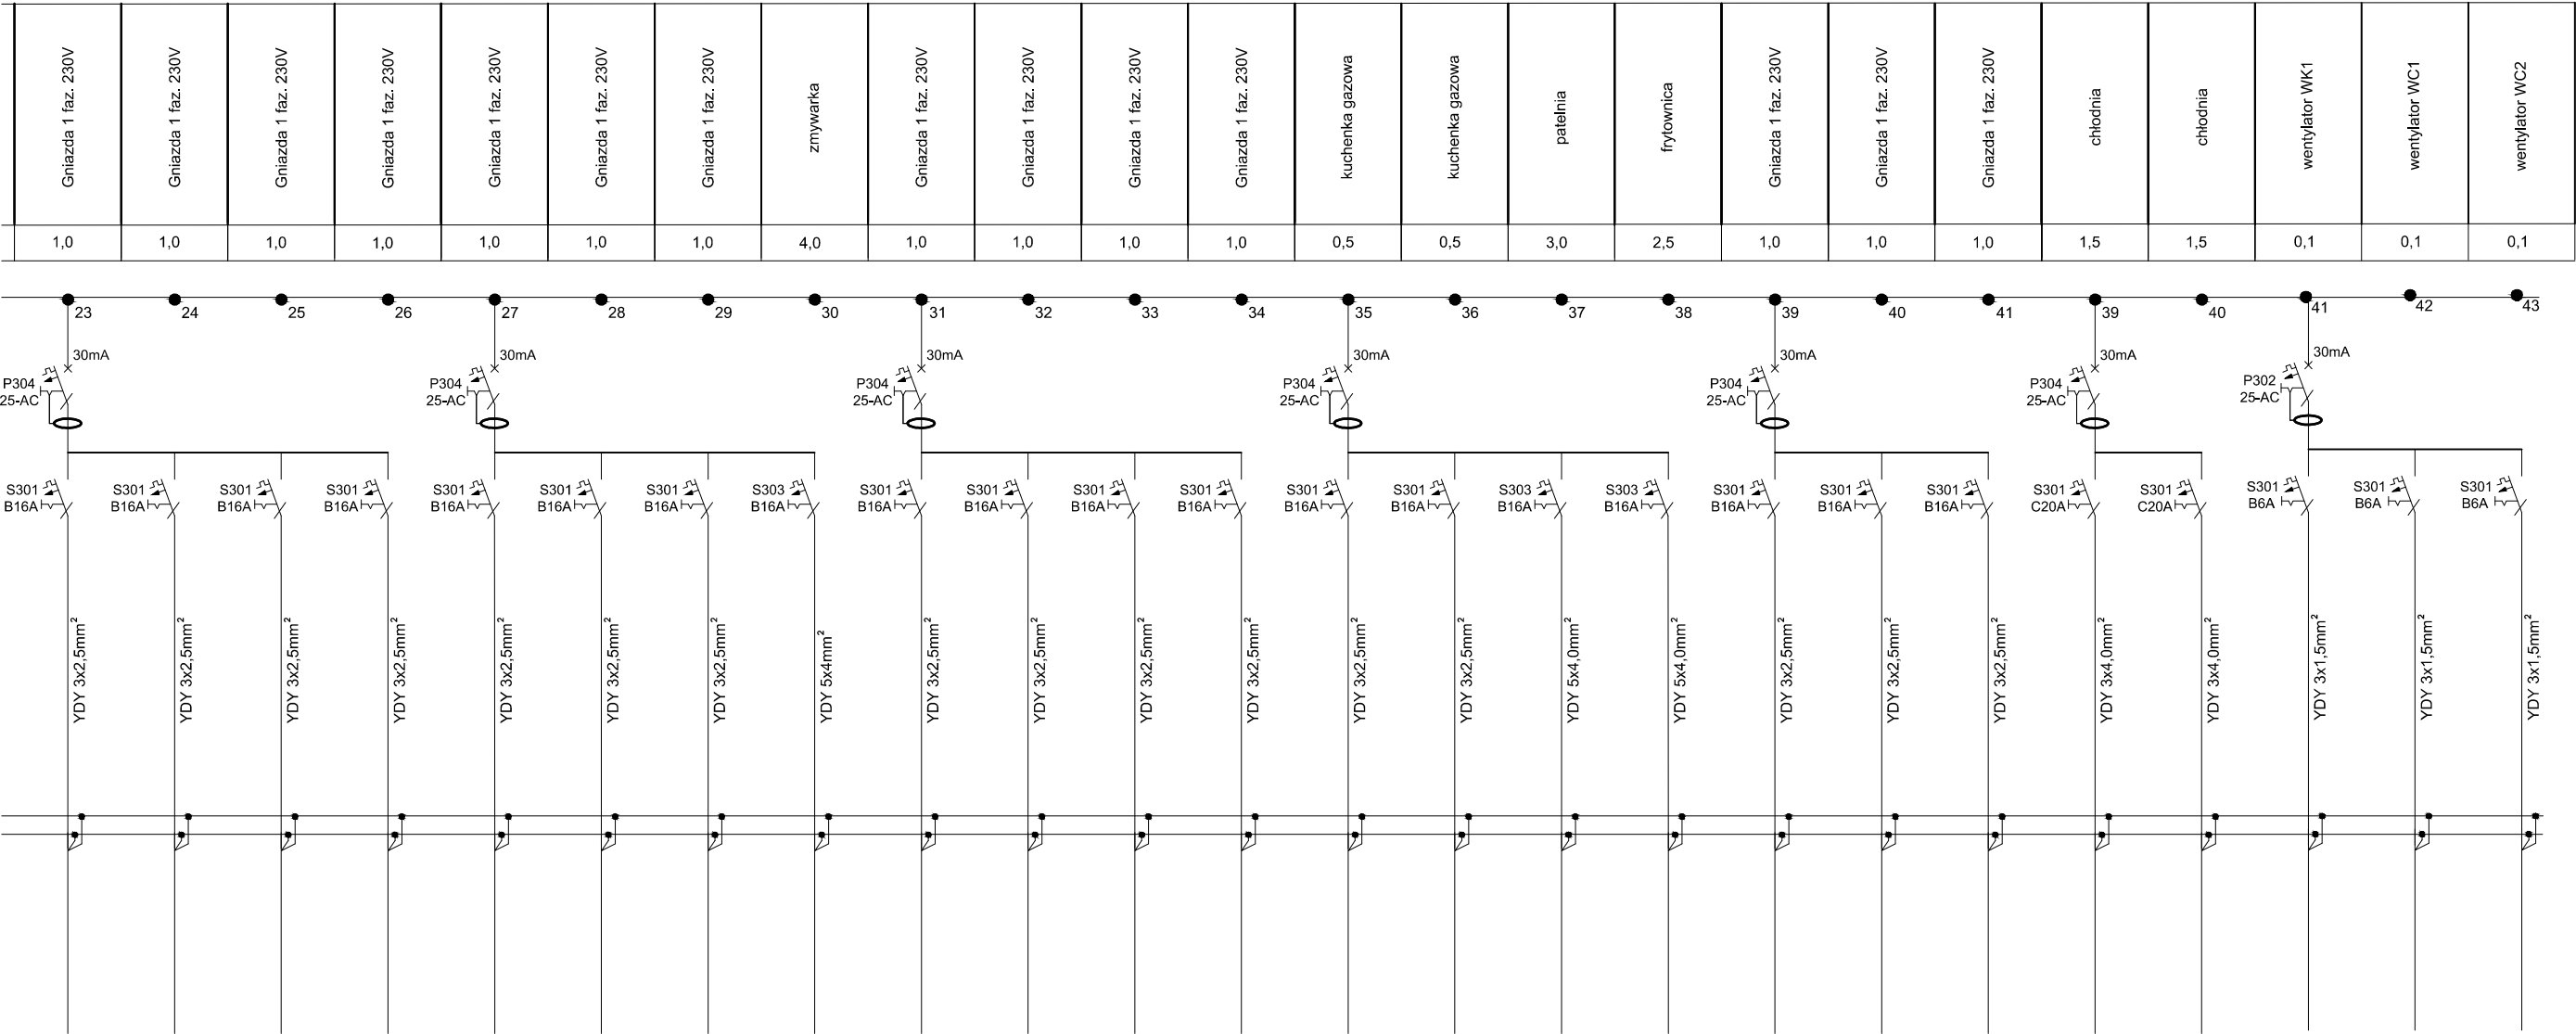 Gniazda 1 faz. 230V
Gniazda 1 faz. 230V
Gniazda 1 faz. 230V
Gniazda 1 faz. 230V
Gniazda 1 faz. 230V
Gniazda 1 faz. 230V
Gniazda 1 faz. 230V
zmywarka
Gniazda 1 faz. 230V
Gniazda 1 faz. 230V
Gniazda 1 faz. 230V
Gniazda 1 faz. 230V
kuchenka gazowa
kuchenka gazowa
patelnia
frytownica
Gniazda 1 faz. 230V
Gniazda 1 faz. 230V
Gniazda 1 faz. 230V
chłodnia
chłodnia
wentylator WK1
wentylator WC1
wentylator WC2
1,0 1,0 1,0 1,0 1,0 1,0 1,0 4,0 1,0 1,0 1,0 1,0 0,5 0,5 3,0 2,5 1,0 1,0 1,0 1,5 1,5 0,1 0,1 0,1
23 24 25 26 27 28 29 30 31 32 33 34 35 36 37 38 39 40 41 39 40 41 42 43
30mA 30mA 30mA 30mA 30mA 30mA 30mA
P304 P304 P304 P304 P304 P304 P302
25-AC 25-AC 25-AC 25-AC 25-AC 25-AC 25-AC
S301 S301 S301 S301 S301 S301 S301 S303 S301 S301 S301 S301 S301 S301 S303 S303 S301 S301 S301 S301 S301 S301 S301 S301
B16A B16A B16A B16A B16A B16A B16A B16A B16A B16A B16A B16A B16A B16A B16A B16A B16A B16A B16A C20A C20A B6A B6A B6A
YDY 3x2,5mm²
YDY 3x2,5mm²
YDY 3x2,5mm²
YDY 3x2,5mm²
YDY 3x2,5mm²
YDY 3x2,5mm²
YDY 3x2,5mm²
YDY 5x4mm²
YDY 3x2,5mm²
YDY 3x2,5mm²
YDY 3x2,5mm²
YDY 3x2,5mm²
YDY 3x2,5mm²
YDY 3x2,5mm²
YDY 5x4,0mm²
YDY 5x4,0mm²
YDY 3x2,5mm²
YDY 3x2,5mm²
YDY 3x2,5mm²
YDY 3x4,0mm²
YDY 3x4,0mm²
YDY 3x1,5mm²
YDY 3x1,5mm²
YDY 3x1,5mm²